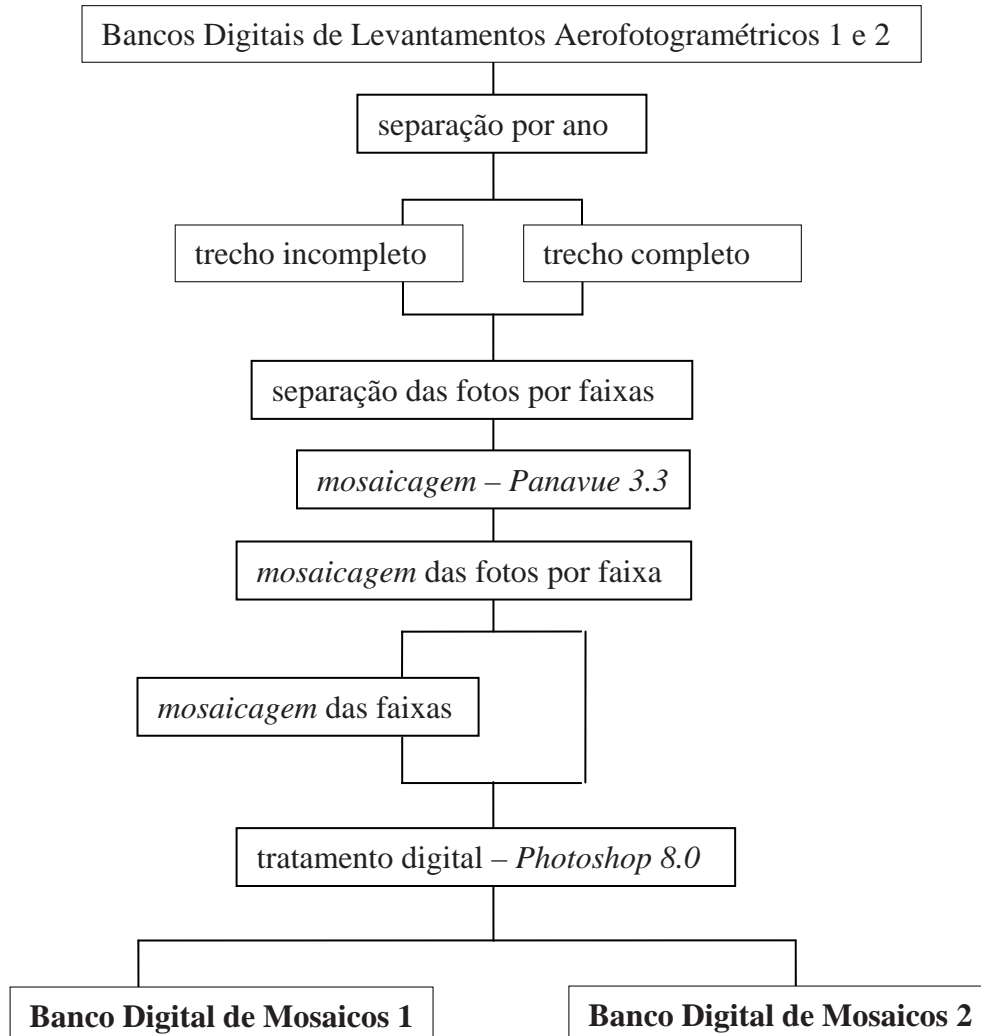 Bancos Digitais de Levantamentos Aerofotogramétricos 1 e 2
separação por ano
trecho incompleto
trecho completo
separação das fotos por faixas
mosaicagem – Panavue 3.3
mosaicagem das fotos por faixa
mosaicagem das faixas
tratamento digital – Photoshop 8.0
Banco Digital de Mosaicos 1
Banco Digital de Mosaicos 2